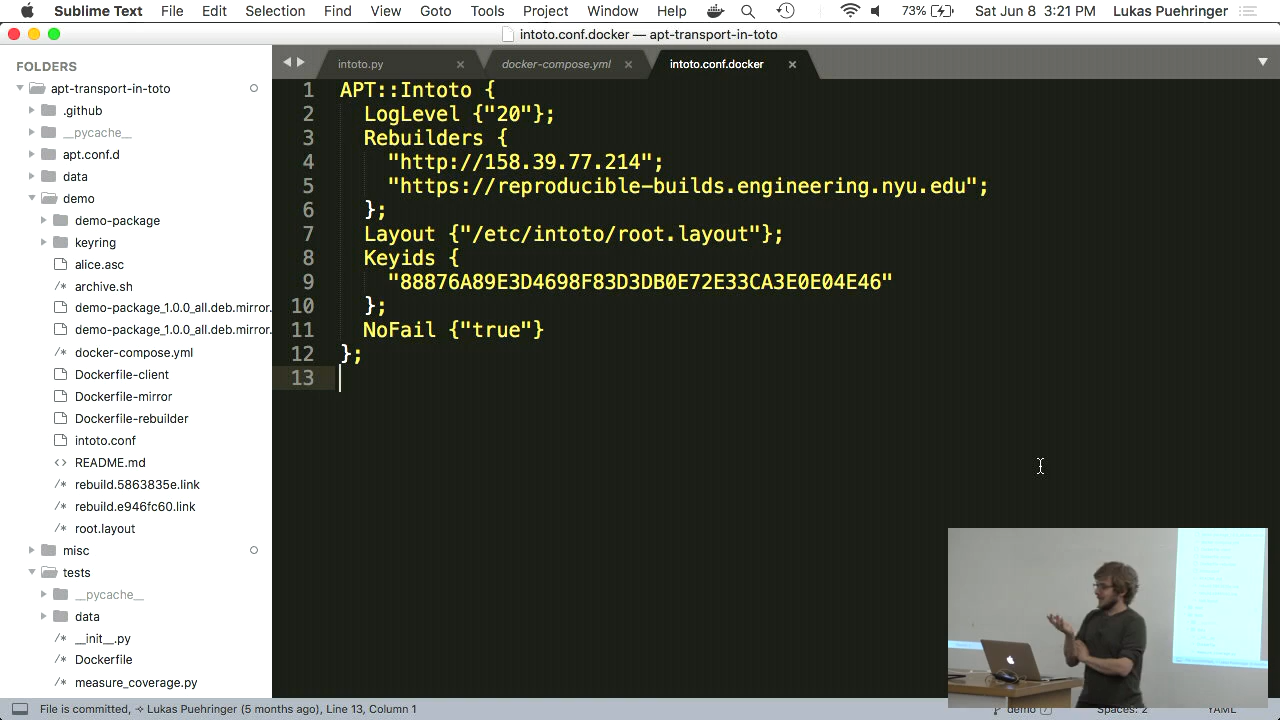 Sublime Text File Edit Selection Find View Goto Tools Project Window Help 73% Sat Jun 8 3:21 PM Lukas Puehringer
intoto.conf.docker — apt-transport-in-toto
FOLDERS
apt-transport-in-toto
.github
__pycache__
apt.conf.d
data
demo
demo-package
keyring
alice.asc
/* archive.sh
demo-package_1.0.0_all.deb.mirror.
demo-package_1.0.0_all.deb.mirror.
/* docker-compose.yml
Dockerfile-client
Dockerfile-mirror
Dockerfile-rebuilder
intoto.conf
<> README.md
/* rebuild.5863835e.link
/* rebuild.e946fc60.link
/* root.layout
misc
tests
__pycache__
data
/* __init__.py
/* Dockerfile
/* measure_coverage.py
intoto.py × docker-compose.yml × intoto.conf.docker ×
1 APT::Intoto {
2 LogLevel {"20"};
3 Rebuilders {
4 "http://158.39.77.214";
5 "https://reproducible-builds.engineering.nyu.edu";
6 };
7 Layout {"/etc/intoto/root.layout"};
8 Keyids {
9 "88876A89E3D4698F83D3DB0E72E33CA3E0E04E46"
10 };
11 NoFail {"true"}
12 };
13
File is committed, Lukas Puehringer (5 months ago), Line 13, Column 1 demo Spaces: 2 YAML